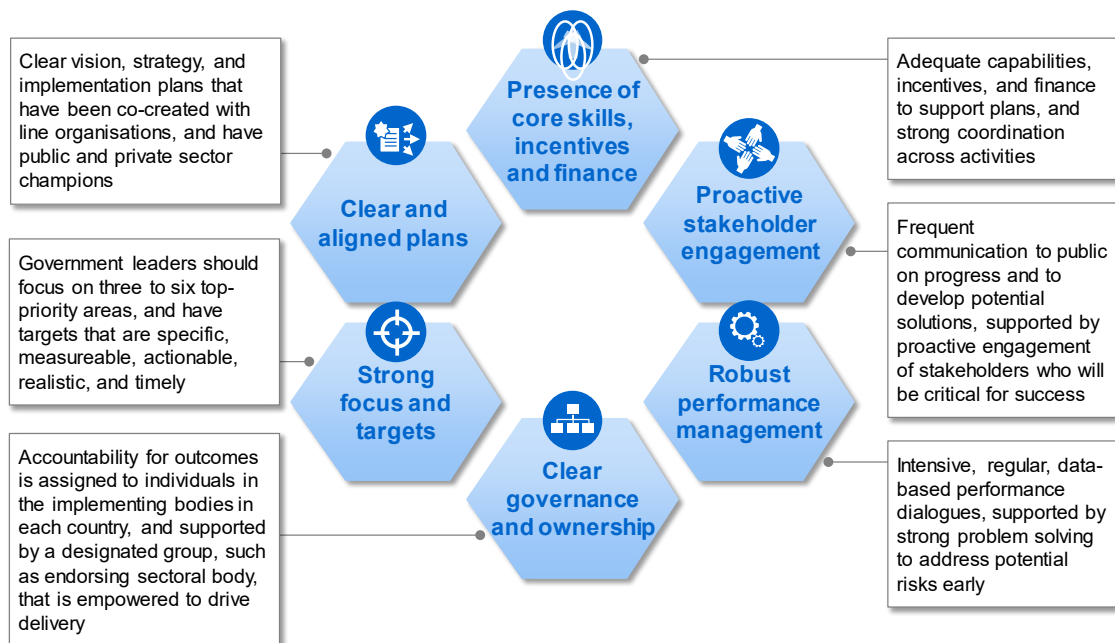 Clear vision, strategy, and
implementation plans that
have been co-created with
line organisations, and have
public and private sector
champions
Presence of
core skills,
incentives
and finance
Adequate capabilities,
incentives, and finance
to support plans, and
strong coordination
across activities
Clear and
aligned plans
Proactive
stakeholder
engagement
Government leaders should
focus on three to six top-
priority areas, and have
targets that are specific,
measureable, actionable,
realistic, and timely
Frequent
communication to public
on progress and to
develop potential
solutions, supported by
proactive engagement
of stakeholders who will
be critical for success
Strong
focus and
targets
Robust
performance
management
Accountability for outcomes
is assigned to individuals in
the implementing bodies in
each country, and supported
by a designated group, such
as endorsing sectoral body,
that is empowered to drive
delivery
Clear
governance
and ownership
Intensive, regular, data-
based performance
dialogues, supported by
strong problem solving
to address potential
risks early